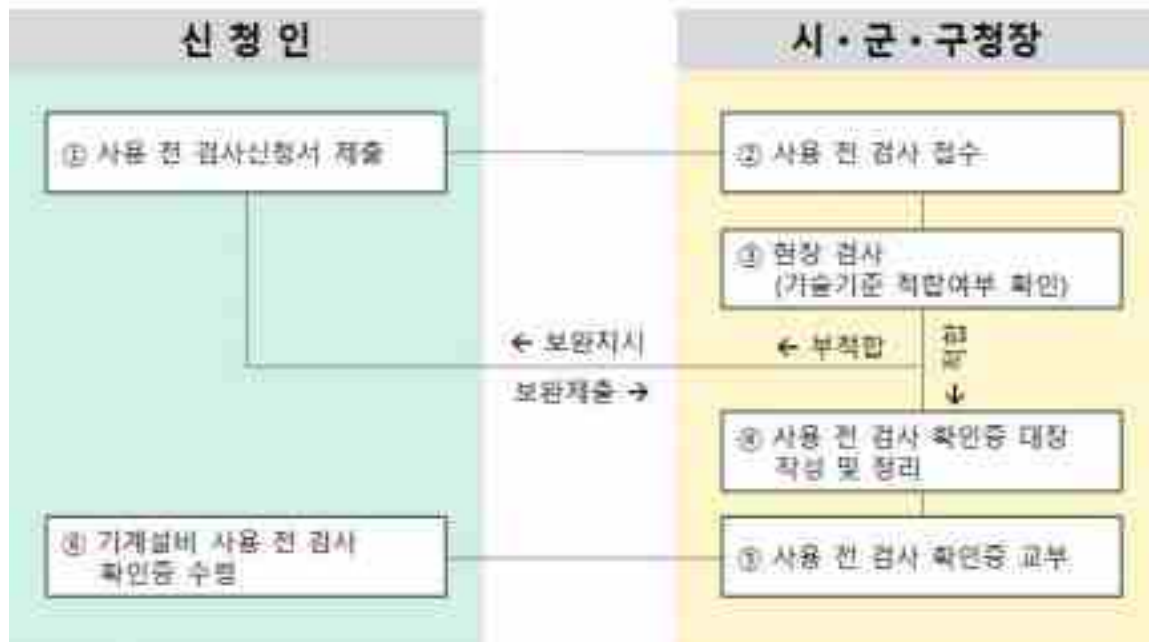 신 청 인
시 • 군 • 구청장
① 사용 전 검사신청서 제출
② 사용 전 검사 접수
③ 현장 검사
(기술기준 적합여부 확인)
← 보완지시
← 부적합
적합
↓
보완제출 →
④ 사용 전 검사 확인증 대장
작성 및 정리
⑥ 기계설비 사용 전 검사
확인증 수령
⑤ 사용 전 검사 확인증 교부